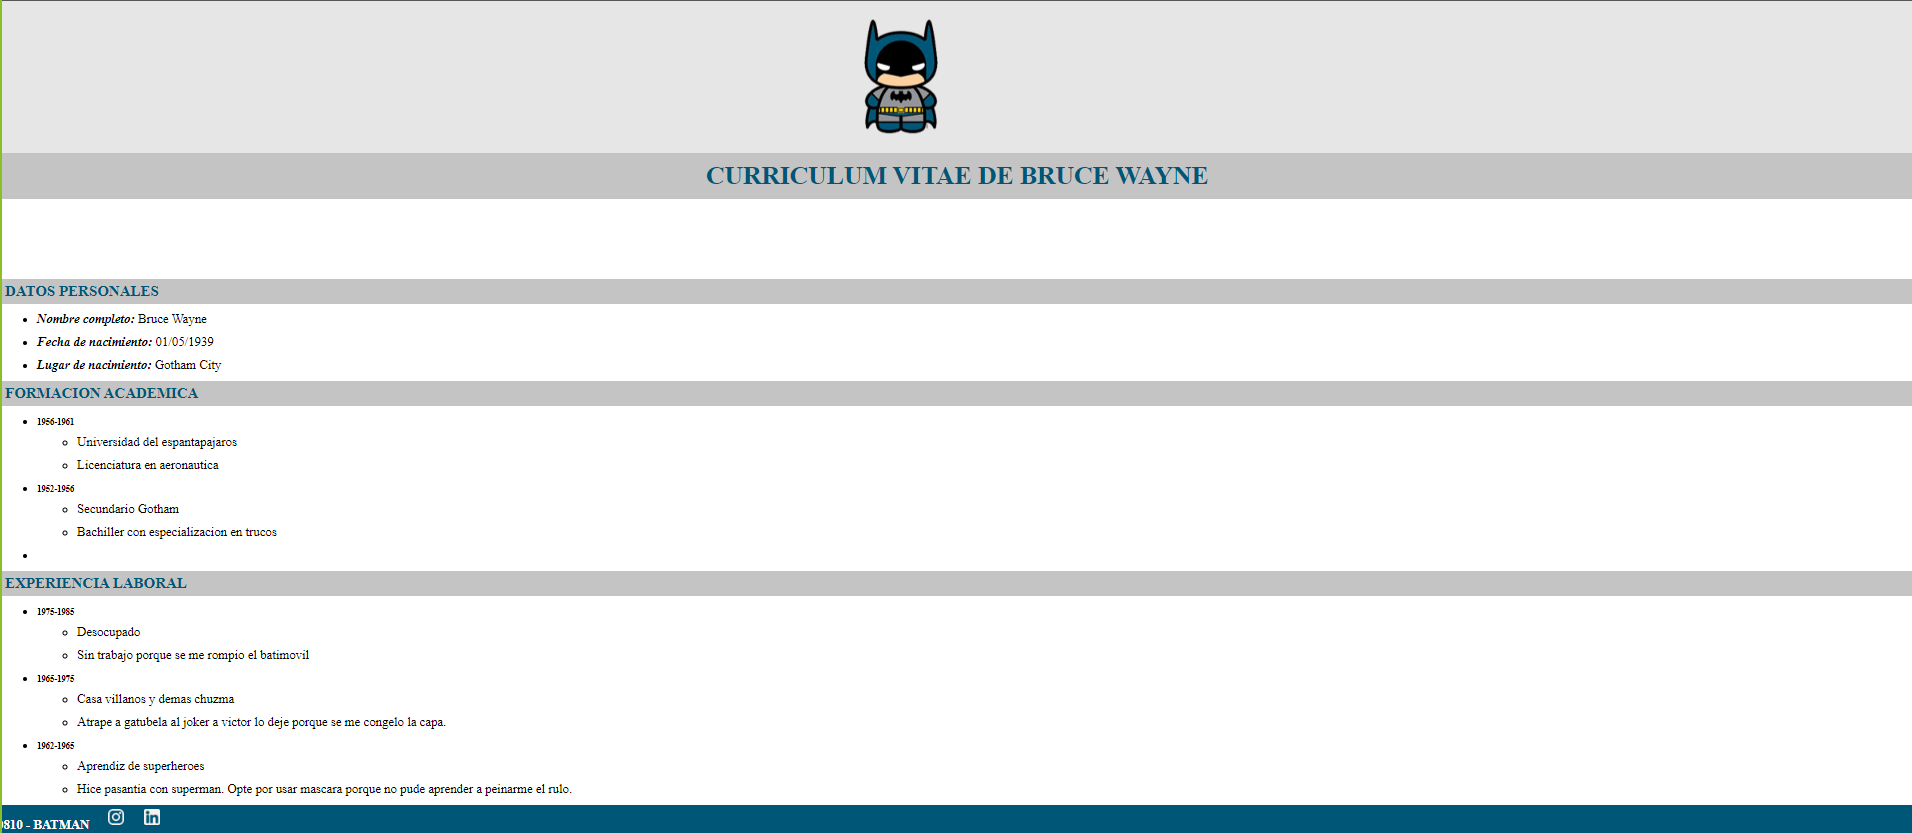 CURRICULUM VITAE DE BRUCE WAYNE
DATOS PERSONALES
Nombre completo: Bruce Wayne
Fecha de nacimiento: 01/05/1939
Lugar de nacimiento: Gotham City
FORMACION ACADEMICA
1956-1961
Universidad del espantapajaros
Licenciatura en aeronautica
1952-1956
Secundario Gotham
Bachiller con especializacion en trucos
EXPERIENCIA LABORAL
1975-1985
Desocupado
Sin trabajo porque se me rompio el batimovil
1965-1975
Casa villanos y demas chuzma
Atrape a gatubela al joker a victor lo deje porque se me congelo la capa.
1962-1965
Aprendiz de superheroes
Hice pasantia con superman. Opte por usar mascara porque no pude aprender a peinarme el rulo.
810 - BATMAN